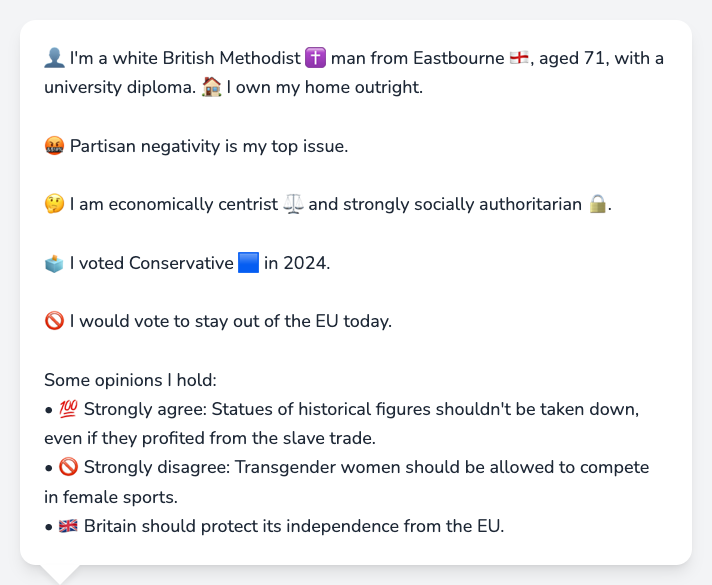 👤 I'm a white British Methodist ✝️ man from Eastbourne 🏴󠁧󠁢󠁥󠁮󠁧󠁿, aged 71, with a
university diploma. 🏠 I own my home outright.
🤬 Partisan negativity is my top issue.
🤔 I am economically centrist ⚖️ and strongly socially authoritarian 🔒.
🗳️ I voted Conservative 🟦 in 2024.
🚫 I would vote to stay out of the EU today.
Some opinions I hold:
• 💯 Strongly agree: Statues of historical figures shouldn't be taken down,
even if they profited from the slave trade.
• 🚫 Strongly disagree: Transgender women should be allowed to compete
in female sports.
• 🇬🇧 Britain should protect its independence from the EU.